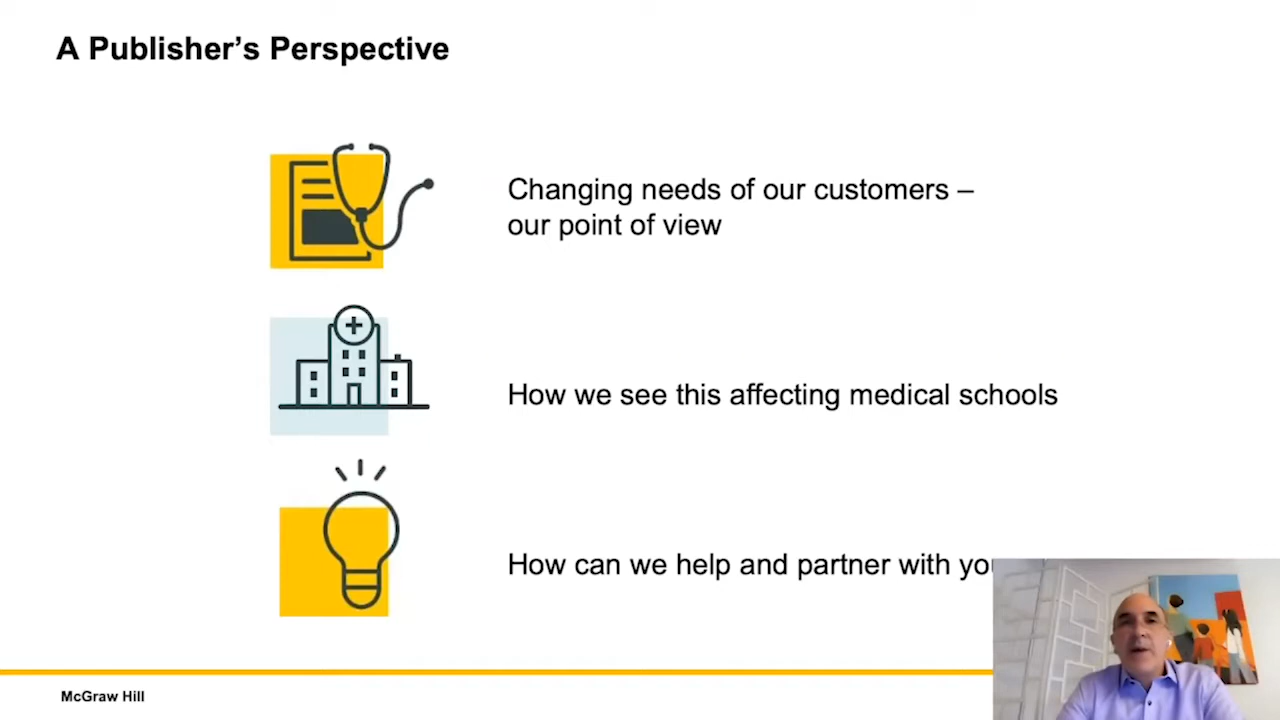 A Publisher's Perspective
Changing needs of our customers –
our point of view
How we see this affecting medical schools
How can we help and partner with
McGraw Hill